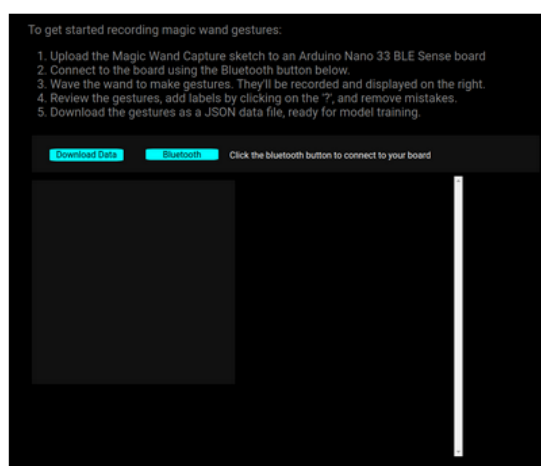 To get started recording magic wand gestures:
1. Upload the Magic Wand Capture sketch to an Arduino Nano 33 BLE Sense board
2. Connect to the board using the Bluetooth button below.
3. Wave the wand to make gestures. They'll be recorded and displayed on the right.
4. Review the gestures, add labels by clicking on the '?', and remove mistakes.
5. Download the gestures as a JSON data file, ready for model training.
Download Data Bluetooth Click the bluetooth button to connect to your board